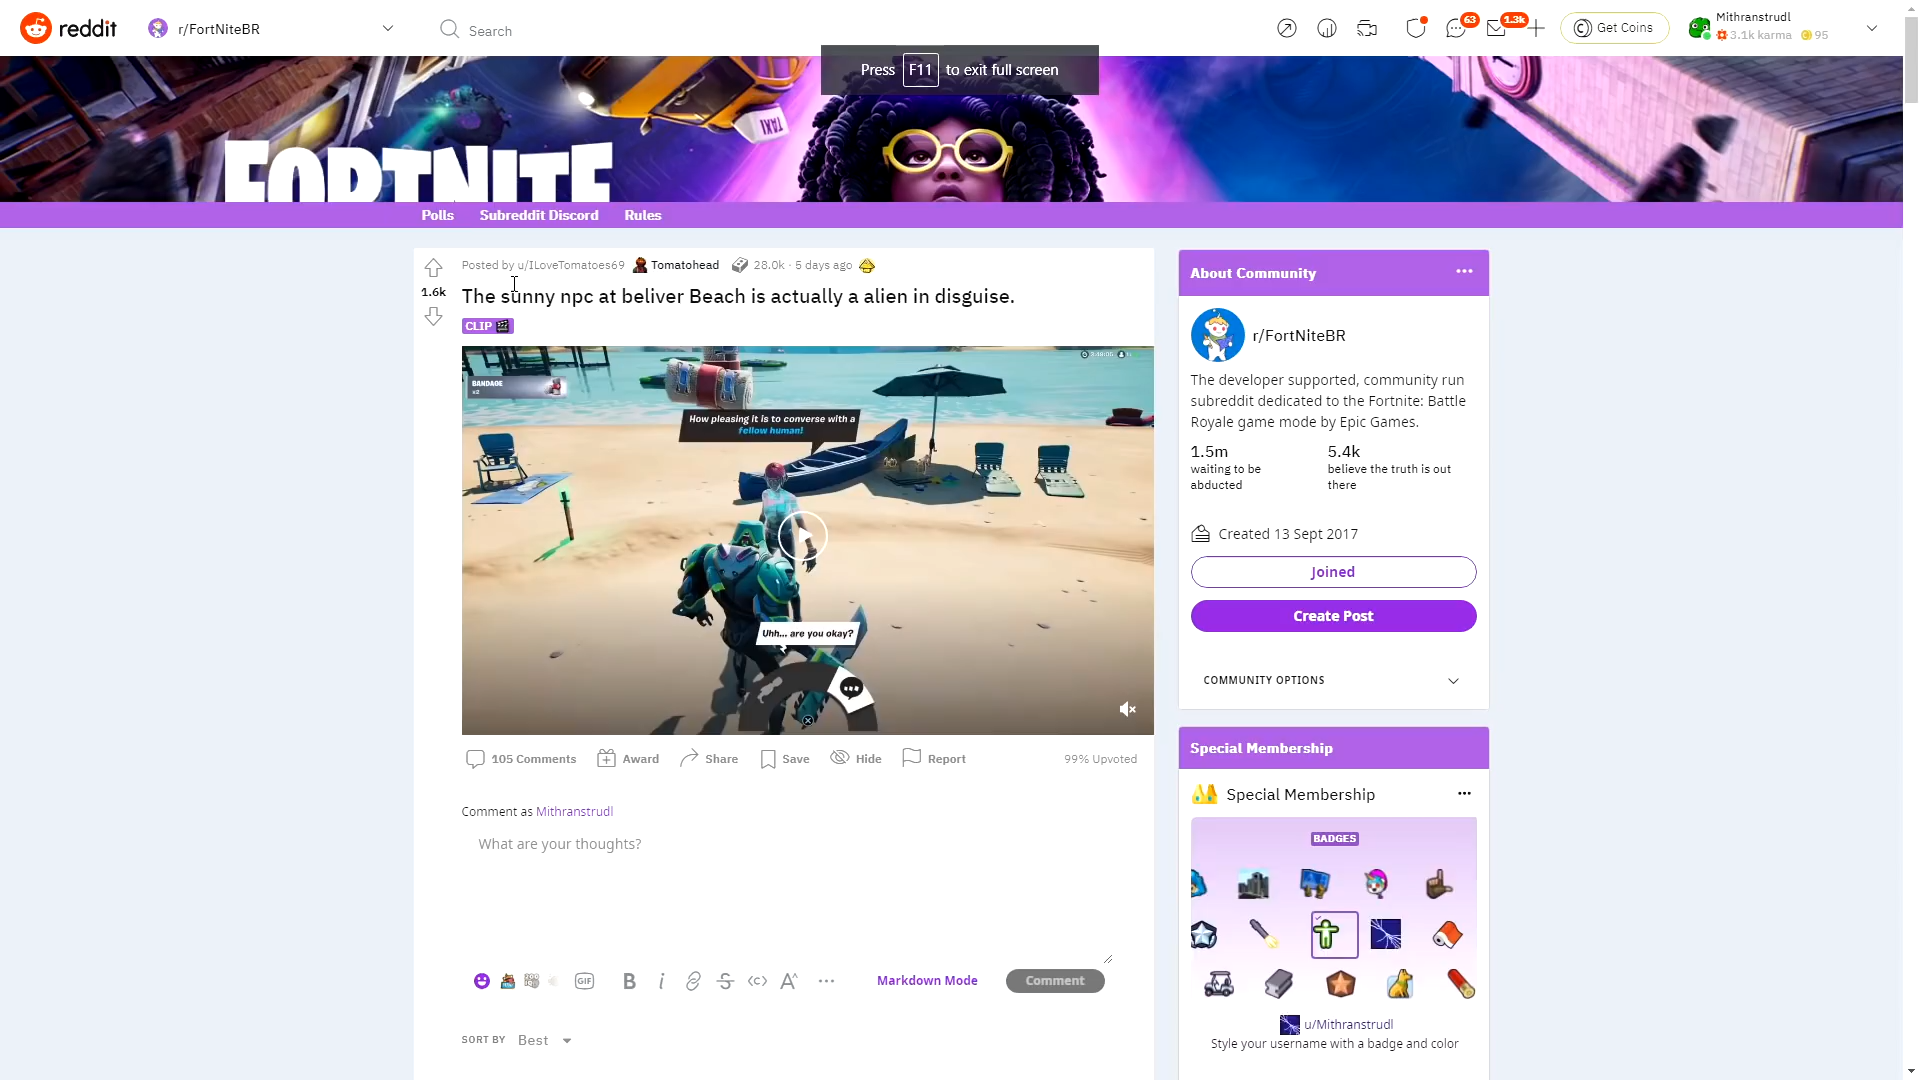 reddit
r/FortNiteBR
Search
63
1.3k
Get Coins
Mithranstrudl
3.1k karma
95
Press F11 to exit full screen
TAXI
FORTNITE
Polls
Subreddit Discord
Rules
Posted by u/ILoveTomatoes69 Tomatohead 28.0k · 5 days ago
1.6k
The sunny npc at beliver Beach is actually a alien in disguise.
CLIP
BANDAGE
x2
How pleasing it is to converse with a
fellow human!
Uhh... are you okay?
105 Comments
Award
Share
Save
Hide
Report
99% Upvoted
Comment as Mithranstrudl
What are your thoughts?
GIF
B
i
Markdown Mode
Comment
SORT BY Best
About Community
r/FortNiteBR
The developer supported, community run
subreddit dedicated to the Fortnite: Battle
Royale game mode by Epic Games.
1.5m
waiting to be
abducted
5.4k
believe the truth is out
there
Created 13 Sept 2017
Joined
Create Post
COMMUNITY OPTIONS
Special Membership
Special Membership
BADGES
u/Mithranstrudl
Style your username with a badge and color